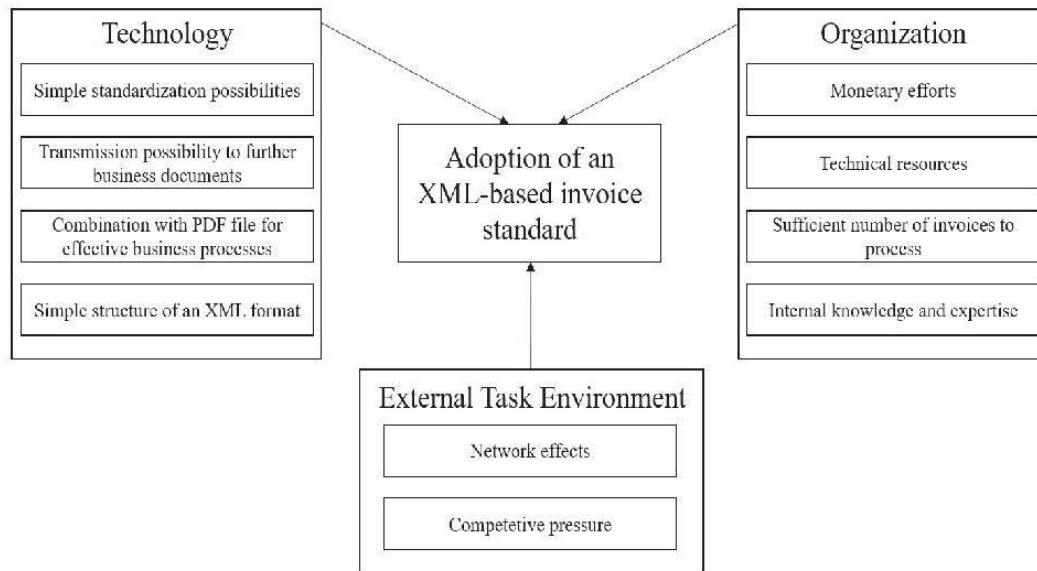 Technology
Simple standardization possibilities
Transmission possibility to further
business documents
Combination with PDF file for
effective business processes
Simple structure of an XML format
Adoption of an
XML-based invoice
standard
Organization
Monetary efforts
Technical resources
Sufficient number of invoices to
process
Internal knowledge and expertise
External Task Environment
Network effects
Competetive pressure